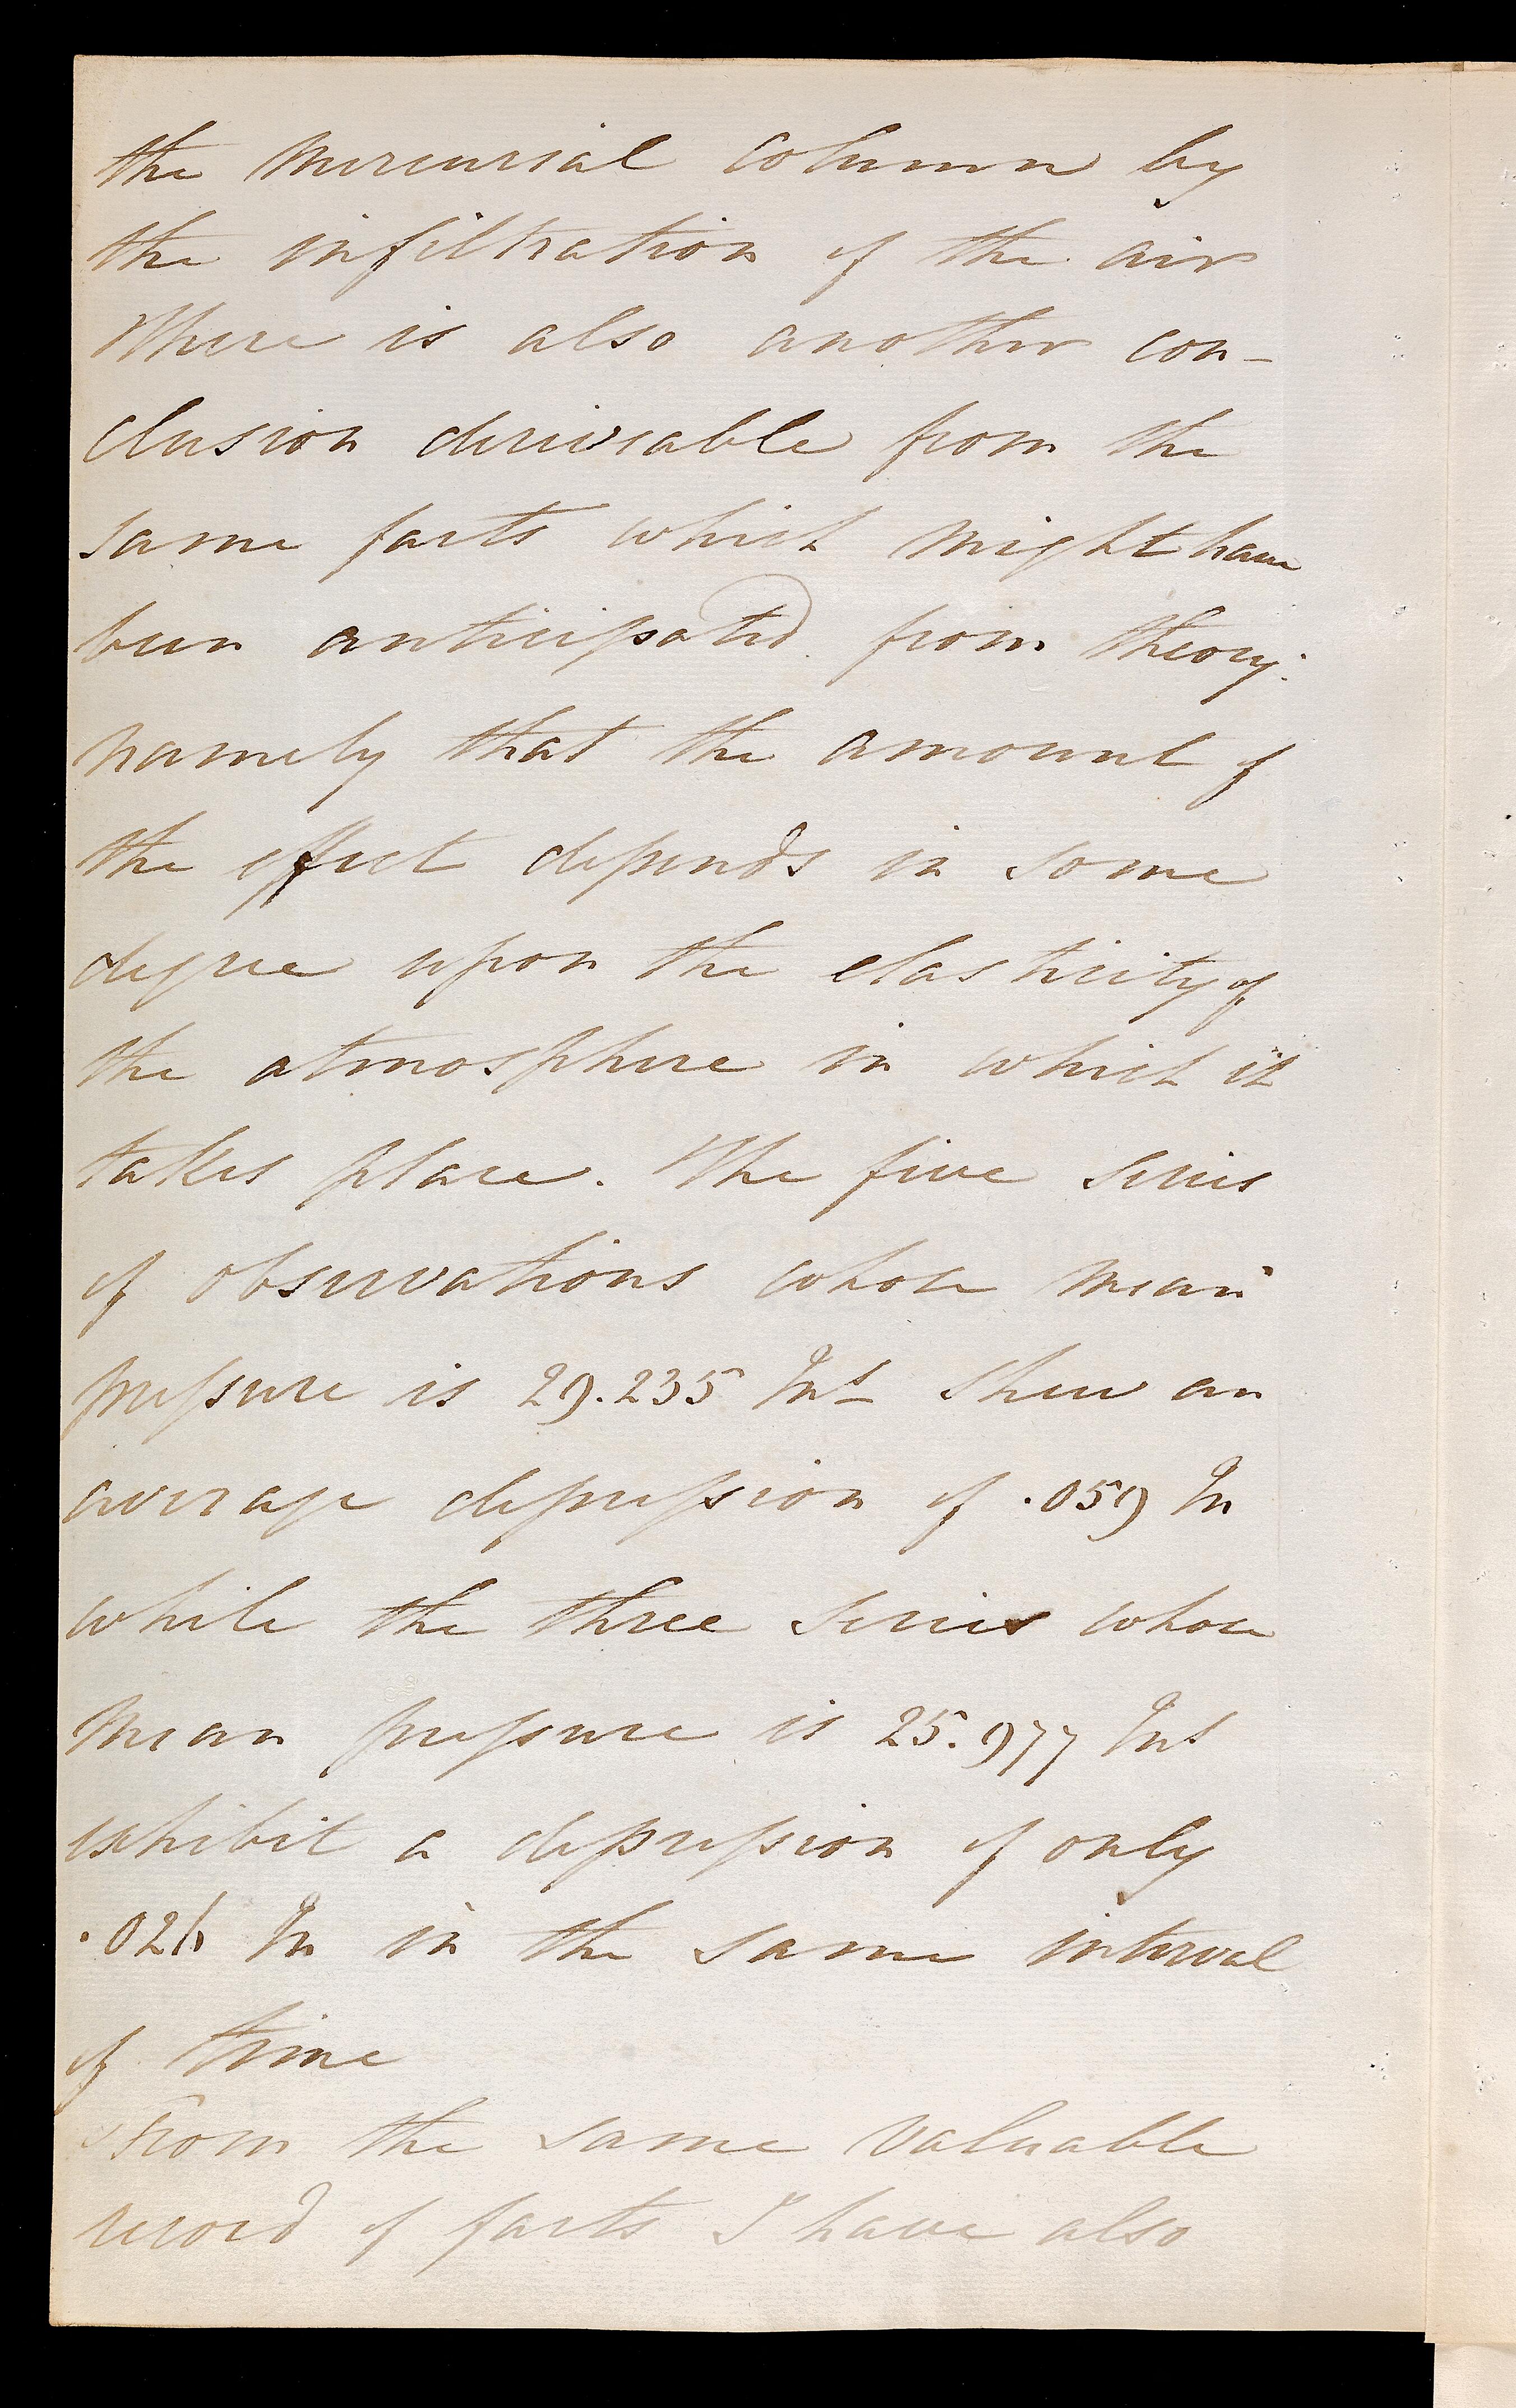 the mercurial column by
the infiltration of the air
There is also another con-
clusion deriveable from the
same facts which might have
been anticipated from theory:
namely that the amount of
the effect depends in some
degree upon the elasticity of
the atmosphere in which it
takes place. The five series
of observations whose mean
pressure is 29.235 Ins shew an
average depression of .059 In
while the three series whose
mean pressure is 25.977 Ins
exhibit a depression of only
In in the same interval
of time
From the same valuable
record of facts I have also